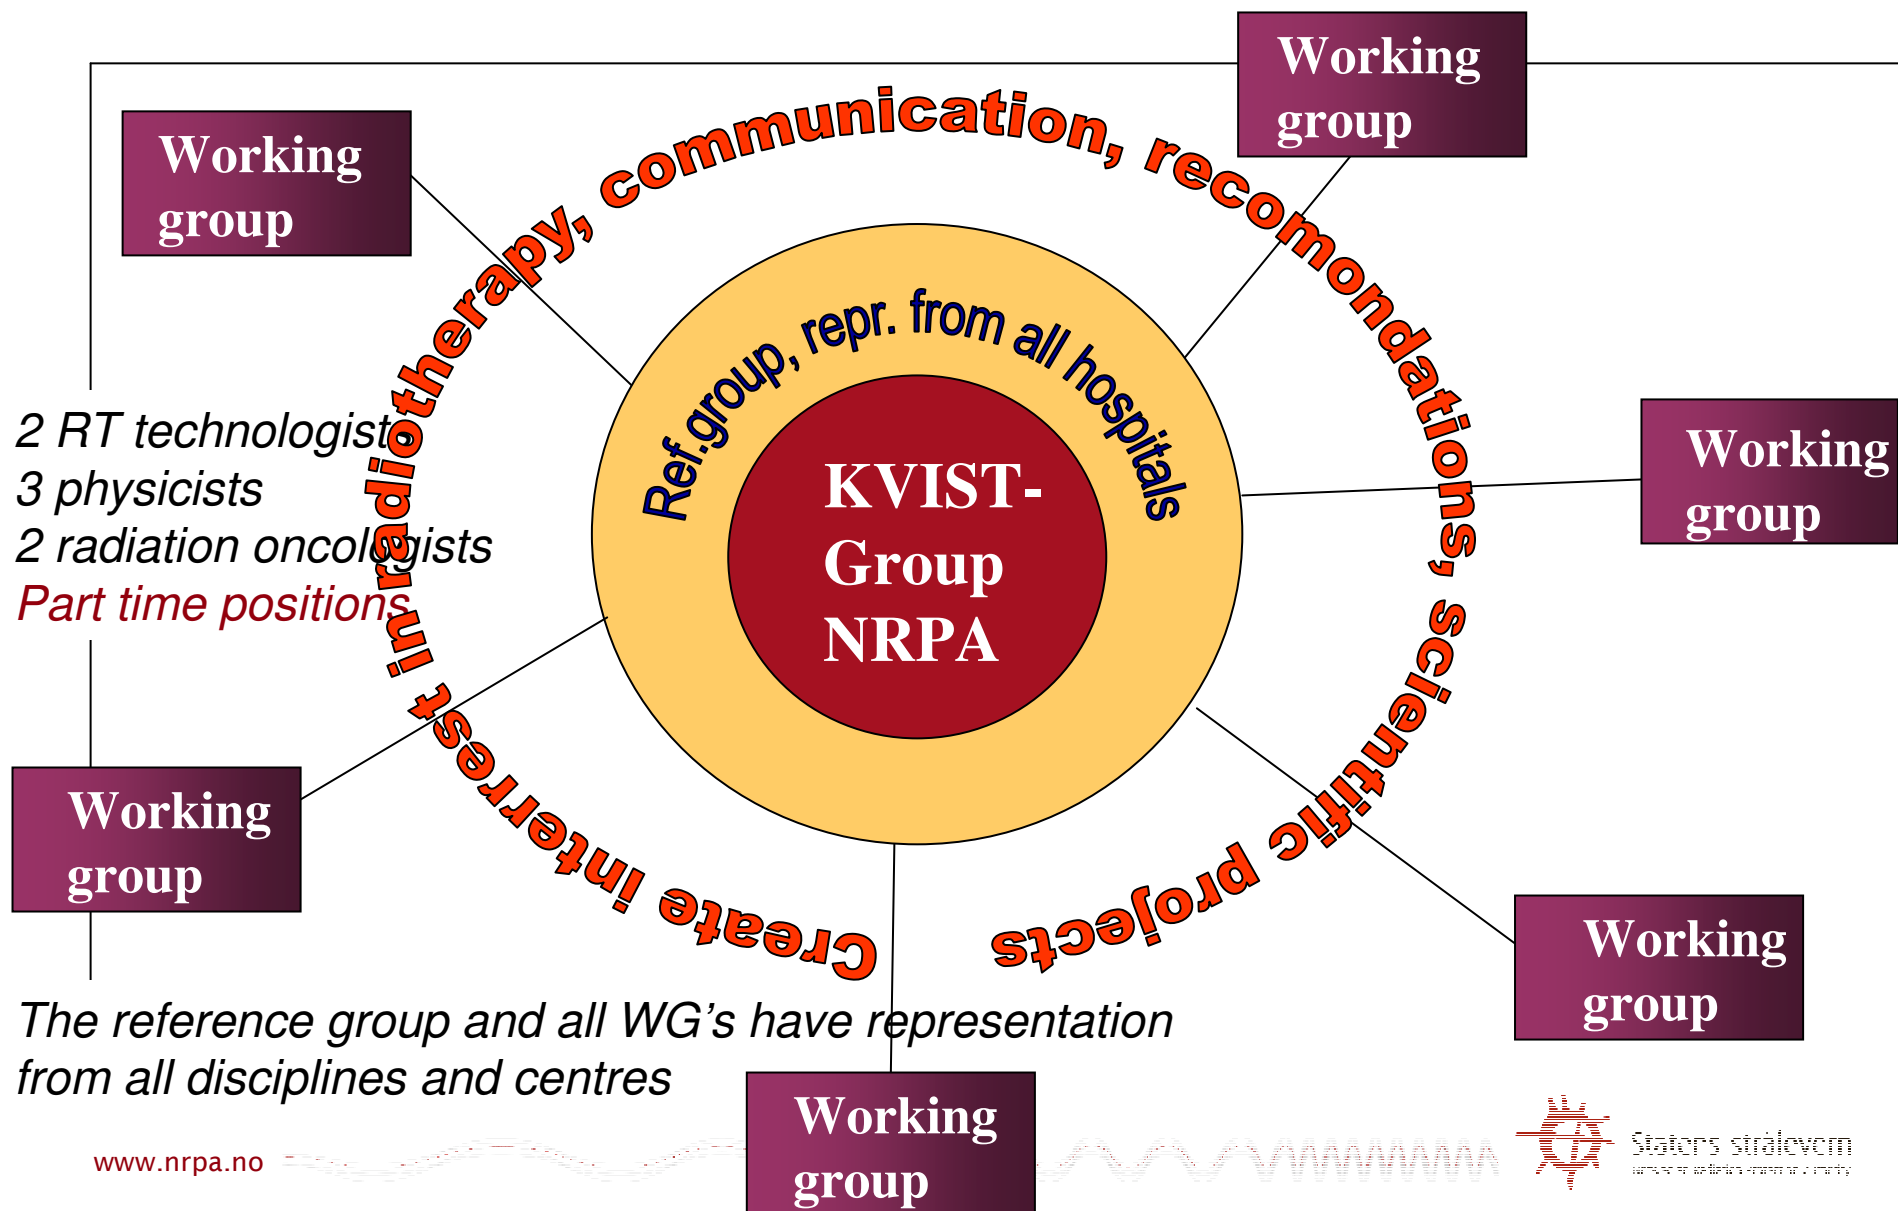 Working
group
Working
group
Create interrest in radiotherapy, communication, recomondations, scientific projects
Ref.group, repr. from all hospitals
KVIST-
Group
NRPA
2 RT technologists
3 physicists
2 radiation oncologists
Part time positions
Working
group
Working
group
Working
group
The reference group and all WG's have representation
from all disciplines and centres
Working
group
www.nrpa.no
Statens strålevern